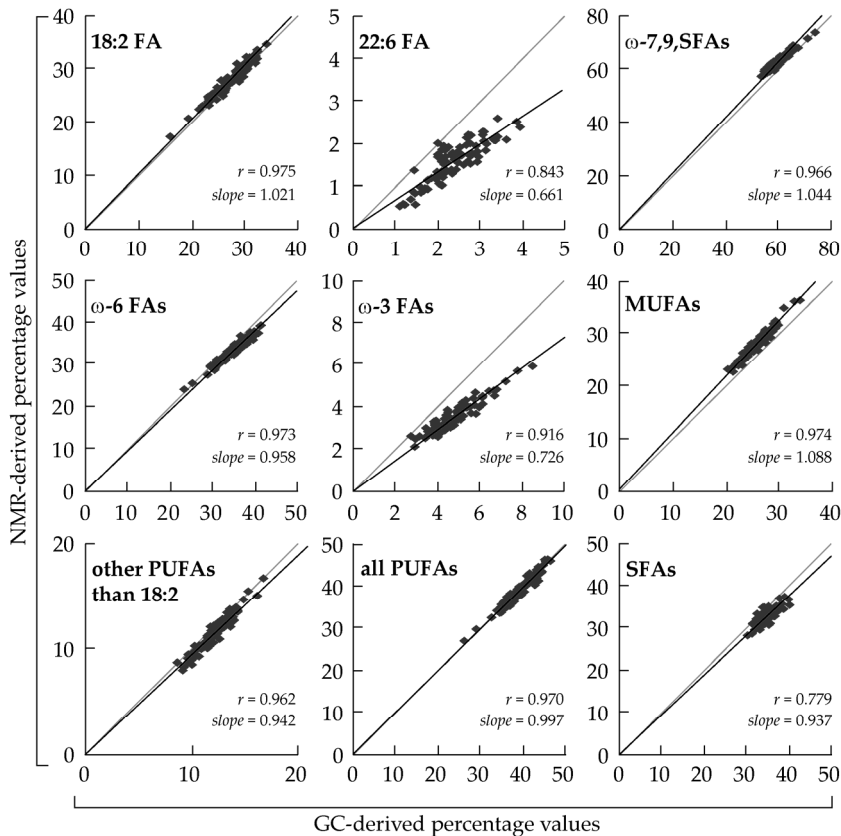 NMR-derived percentage values
18:2 FA
40
30
20
10
0
r = 0.975
slope = 1.021
0 10 20 30 40
22:6 FA
5
4
3
2
1
0
r = 0.843
slope = 0.661
0 1 2 3 4 5
ω-7,9,SFAs
80
60
40
20
0
r = 0.966
slope = 1.044
0 20 40 60 80
ω-6 FAs
50
40
30
20
10
0
r = 0.973
slope = 0.958
0 10 20 30 40 50
ω-3 FAs
10
8
6
4
2
0
r = 0.916
slope = 0.726
0 2 4 6 8 10
MUFAs
40
30
20
10
0
r = 0.974
slope = 1.088
0 10 20 30 40
other PUFAs
than 18:2
20
10
0
r = 0.962
slope = 0.942
0 10 20
all PUFAs
50
40
30
20
10
0
r = 0.970
slope = 0.997
0 10 20 30 40 50
SFAs
50
40
30
20
10
0
r = 0.779
slope = 0.937
0 10 20 30 40 50
GC-derived percentage values